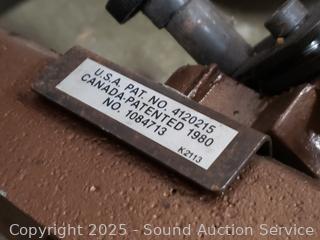 U.S.A. PAT. NO. 4120215
CANADA-PATENTED 1980
NO. 1084713
K2113
Copyright 2025 - Sound Auction Service